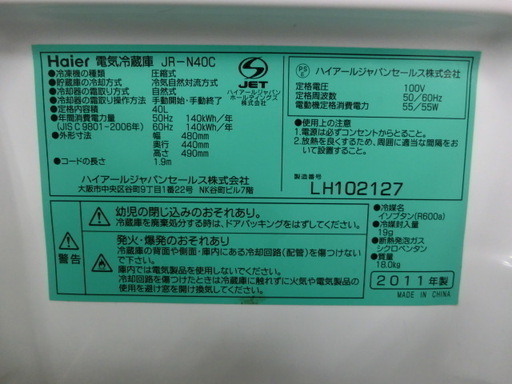 Haier 電気冷蔵庫 JR-N40C
●冷凍機の種類 圧縮式
●貯蔵庫の冷却方式 冷気自然対流方式
●冷却器の霜取り方式 自然式
●冷却器の霜取り操作方法 手動開始・手動終了
●定格内容積 40L
●年間消費電力量 50Hz 140kWh/年
(JIS C 9801-2006年) 60Hz 140kWh/年
●外形寸法 幅 480mm
奥行 440mm
高さ 490mm
●コードの長さ 1.9m
JET
ハイアールジャパン
ホールディングス
株式会社
ハイアールジャパンセールス株式会社
大阪市中央区谷町9丁目1番22号 NK谷町ビル7階
PS
E
ハイアールジャパンセールス株式会社
定格電圧 100V
定格周波数 50/60Hz
電動機定格消費電力 55/55W
●使用上の注意
1.電源は必ずコンセントからとること。
2.放熱を良くするため、周囲に適当な間隔をおいて設置すること。
製造番号
LH102127
警告
幼児の閉じ込めのおそれあり。
冷蔵庫を廃棄処分する時は、ドアパッキングをはずしてください。
発火・爆発のおそれあり。
冷蔵庫の背面や側面・庫内にある冷却回路(配管)を傷つけないで下さい。
庫内では電気製品を使用しないでください。
冷却回路を傷つけたときは冷蔵庫に触れずに火気や電気製品の使用を避け窓を開け換気してください。
●冷媒名
イソブタン(R600a)
●冷媒封入量
19g
●断熱発泡ガス
シクロペンタン
●質量
18.0kg
2011年製
MADE IN CHINA